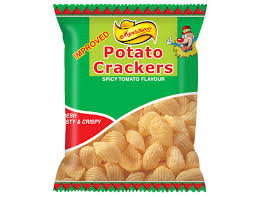 IMPROVED
Potato
Crackers
SPICY TOMATO FLAVOUR
ESH
STY & CRISPY